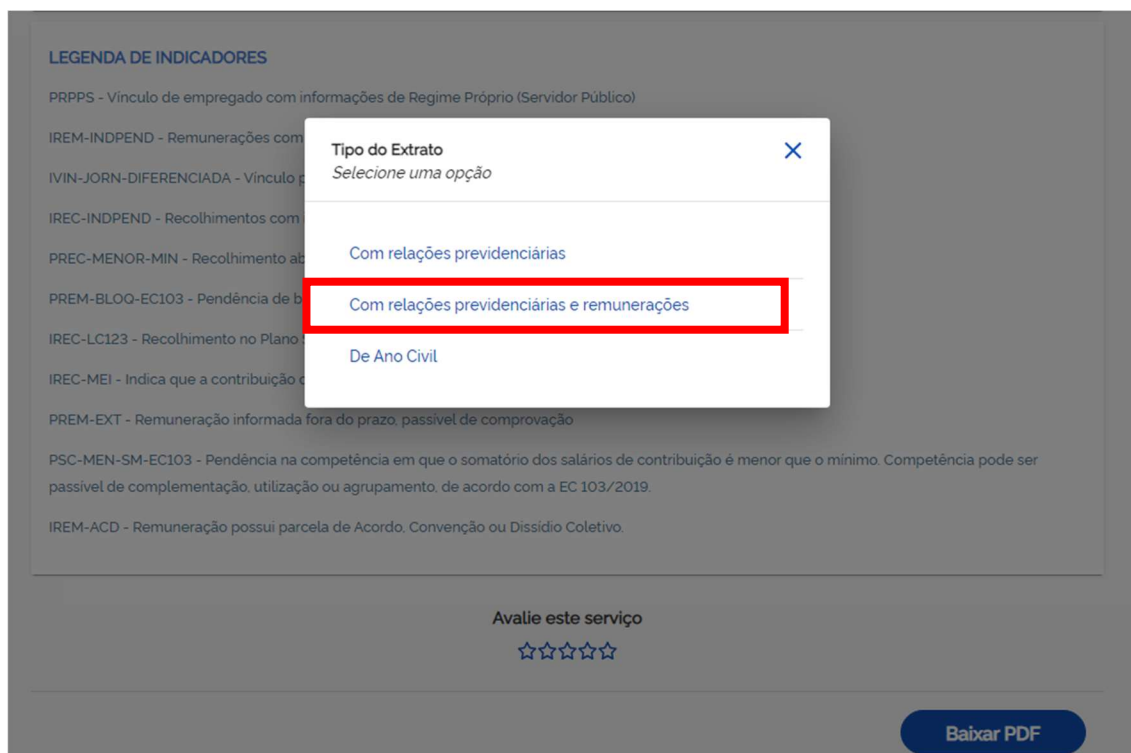 LEGENDA DE INDICADORES
PRPPS - Vínculo de empregado com informações de Regime Próprio (Servidor Público)
IREM-INDPEND - Remunerações com
IVIN-JORN-DIFERENCIADA - Vínculo
IREC-INDPEND - Recolhimentos com
PREC-MENOR-MIN - Recolhimento
PREM-BLOQ-EC103 - Pendência de
IREC-LC123 - Recolhimento no Plano
IREC-MEI - Indica que a contribuição
PREM-EXT - Remuneração informada fora do prazo, passível de comprovação
PSC-MEN-SM-EC103 - Pendência na competência em que o somatório dos salários de contribuição é menor que o mínimo. Competência pode ser
passível de complementação, utilização ou agrupamento, de acordo com a EC 103/2019.
IREM-ACD - Remuneração possui parcela de Acordo, Convenção ou Dissídio Coletivo.
Tipo do Extrato
Selecione uma opção
Com relações previdenciárias
Com relações previdenciárias e remunerações
De Ano Civil
Avalie este serviço
Baixar PDF